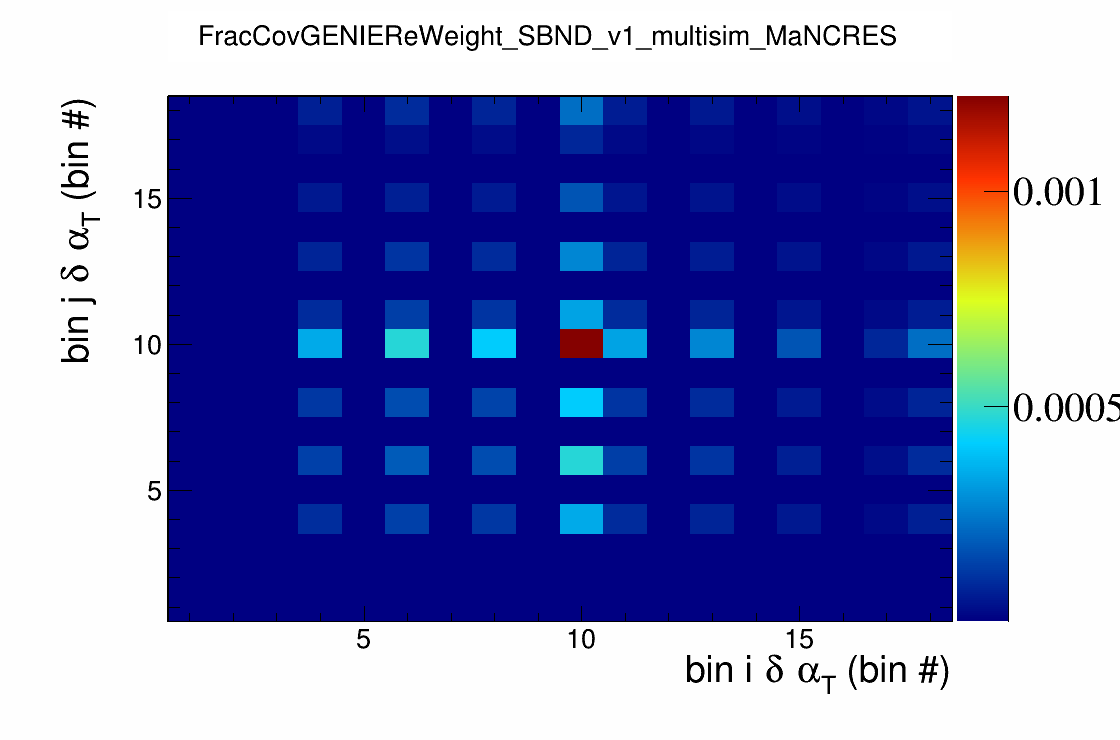 FracCovGENIEReWeight_SBND_v1_multisim_MaNCRES
bin j δ α_T (bin #)
15
10
5
5 10 15
bin i δ α_T (bin #)
0.001
0.0005